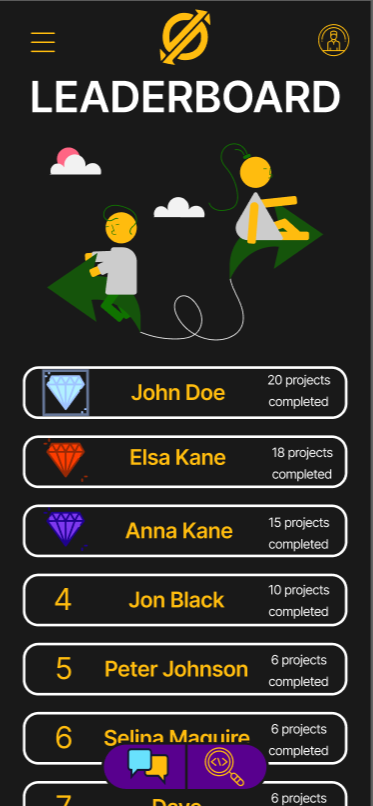 LEADERBOARD
John Doe
20 projects
completed
Elsa Kane
18 projects
completed
Anna Kane
15 projects
completed
4
Jon Black
10 projects
completed
5
Peter Johnson
6 projects
completed
6
Selina Maguire
6 projects
completed
7
Dave
6 projects